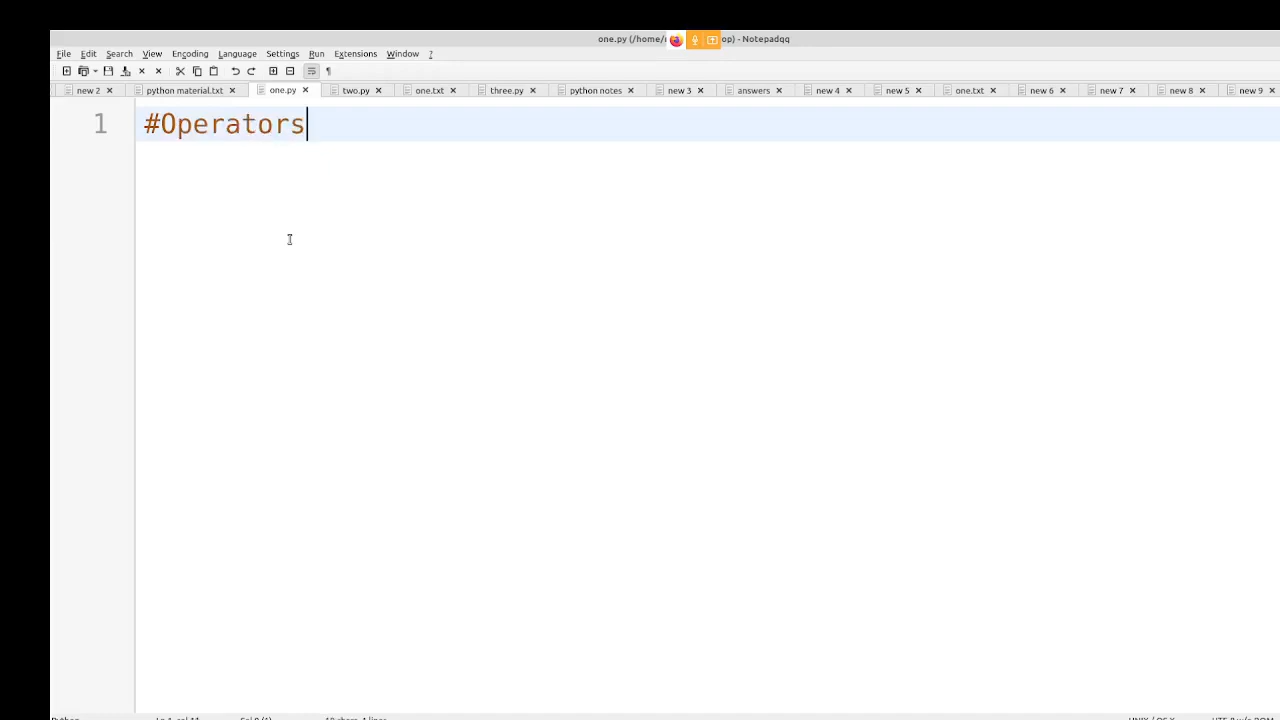 one.py (/home/ op) - Notepadqq
File Edit Search View Encoding Language Settings Run Extensions Window ?
new 2 python material.txt one.py two.py one.txt three.py python notes new 3 answers new 4 new 5 one.txt new 6 new 7 new 8 new 9
1 #Operators